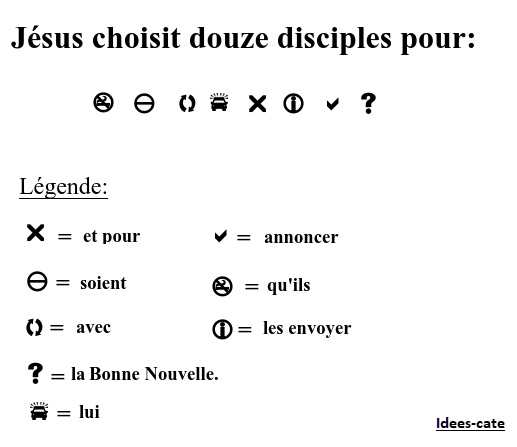 Jésus choisit douze disciples pour:
Légende:
= et pour
= annoncer
= soient
= qu'ils
= avec
= les envoyer
? = la Bonne Nouvelle.
= lui
Idees-cate